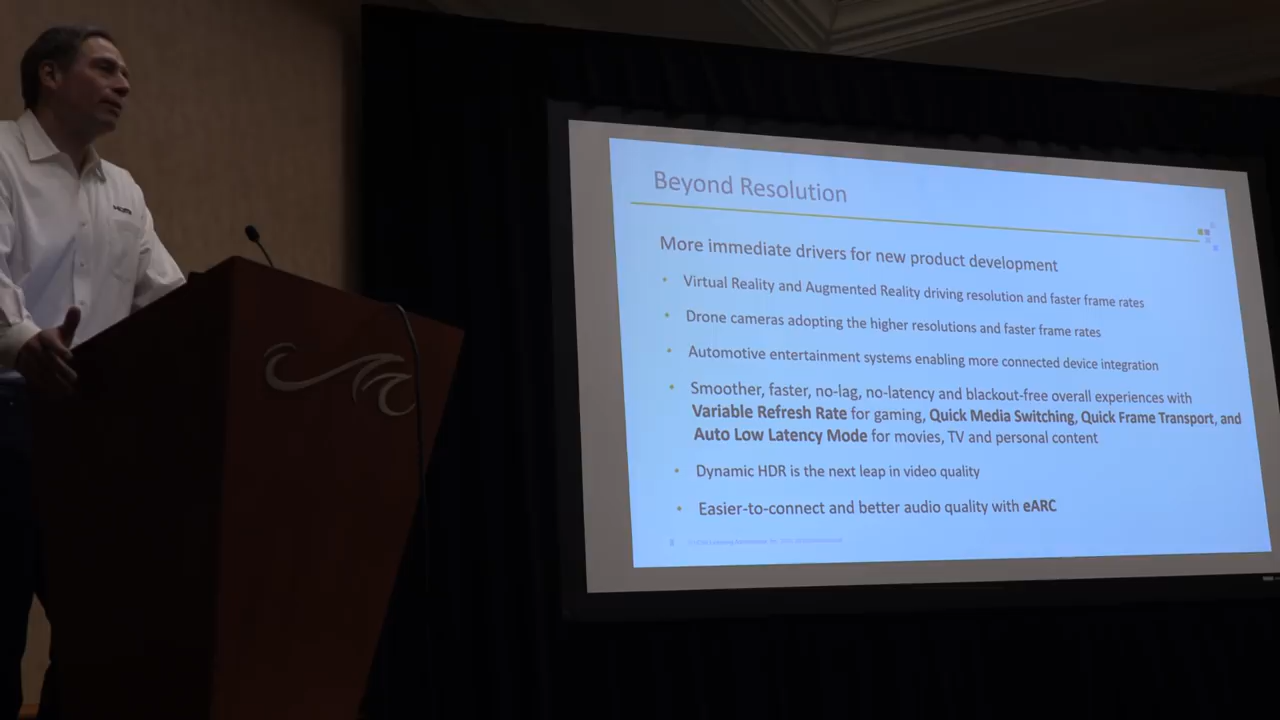 Beyond Resolution
More immediate drivers for new product development
• Virtual Reality and Augmented Reality driving resolution and faster frame rates
• Drone cameras adopting the higher resolutions and faster frame rates
• Automotive entertainment systems enabling more connected device integration
• Smoother, faster, no-lag, no-latency and blackout-free overall experiences with
Variable Refresh Rate for gaming, Quick Media Switching, Quick Frame Transport, and
Auto Low Latency Mode for movies, TV and personal content
• Dynamic HDR is the next leap in video quality
• Easier-to-connect and better audio quality with eARC